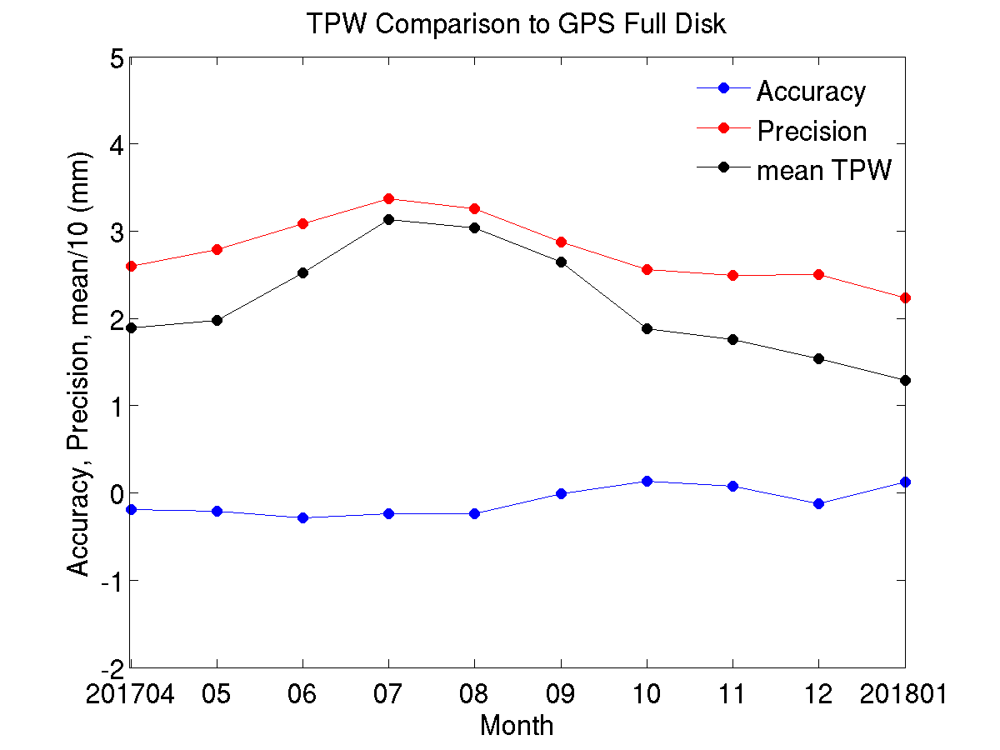 TPW Comparison to GPS Full Disk
Accuracy
Precision
mean TPW
Accuracy, Precision, mean/10 (mm)
5
4
3
2
1
0
-1
-2
201704 05 06 07 08 09 10 11 12 201801
Month